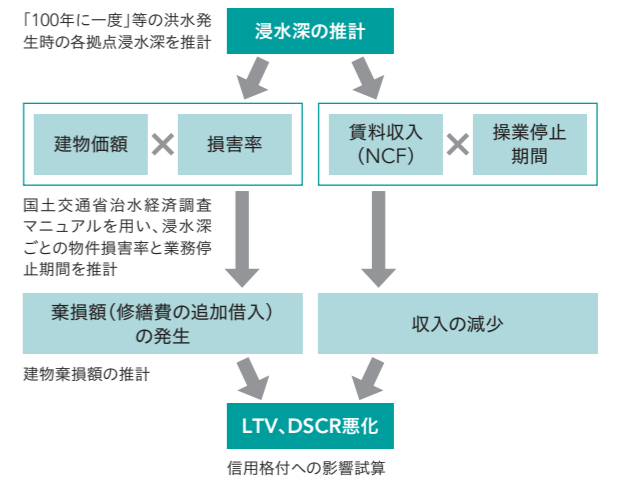 「100年に一度」等の洪水発
生時の各拠点浸水深を推計
浸水深の推計
建物価額
×
損害率
賃料収入
(NCF)
×
操業停止
期間
国土交通省治水経済調査
マニュアルを用い、浸水深
ごとの物件損害率と業務停
止期間を推計
棄損額(修繕費の追加借入)
の発生
収入の減少
建物棄損額の推計
LTV、DSCR悪化
信用格付への影響試算